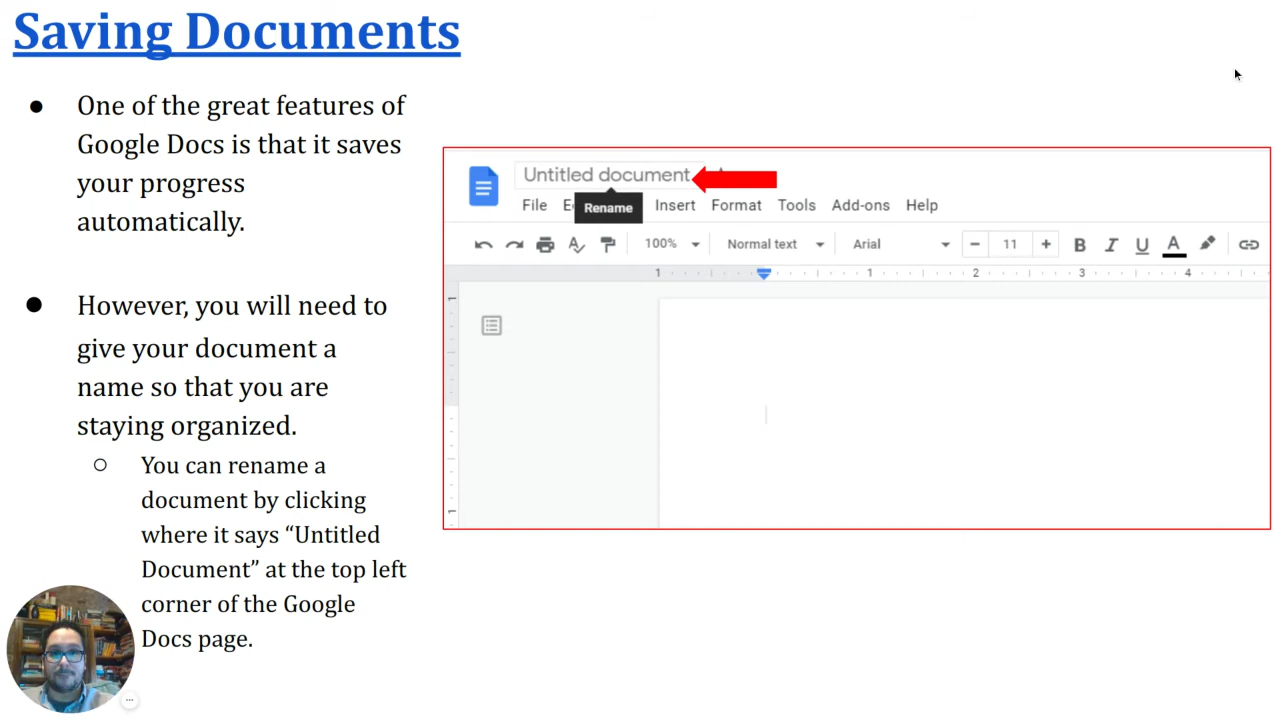 Saving Documents
● One of the great features of
Google Docs is that it saves
your progress
automatically.
● However, you will need to
give your document a
name so that you are
staying organized.
○ You can rename a
document by clicking
where it says “Untitled
Document” at the top left
corner of the Google
Docs page.
Untitled document
Rename
File Insert Format Tools Add-ons Help
100% Normal text Arial − 11 + B I U A
1 1 2 3 4
1
1